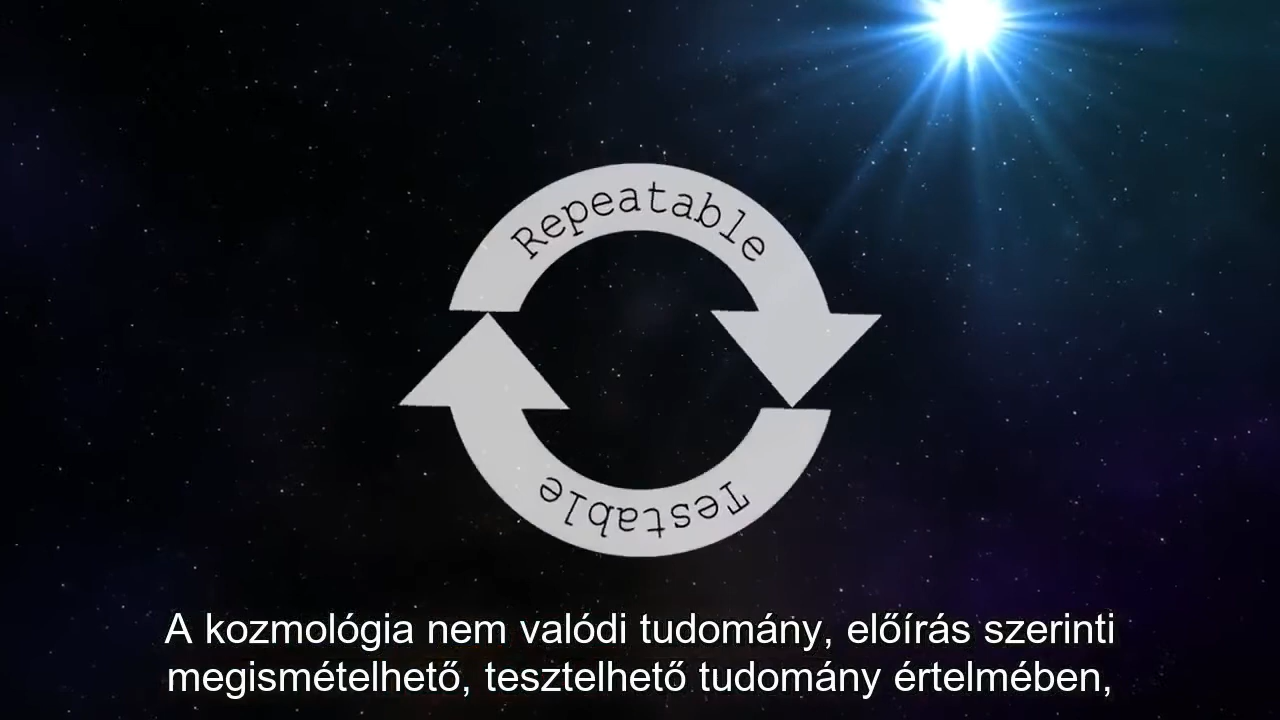 Repeatable
Testable
A kozmológia nem valódi tudomány, előírás szerinti
megismételhető, tesztelhető tudomány értelmében,